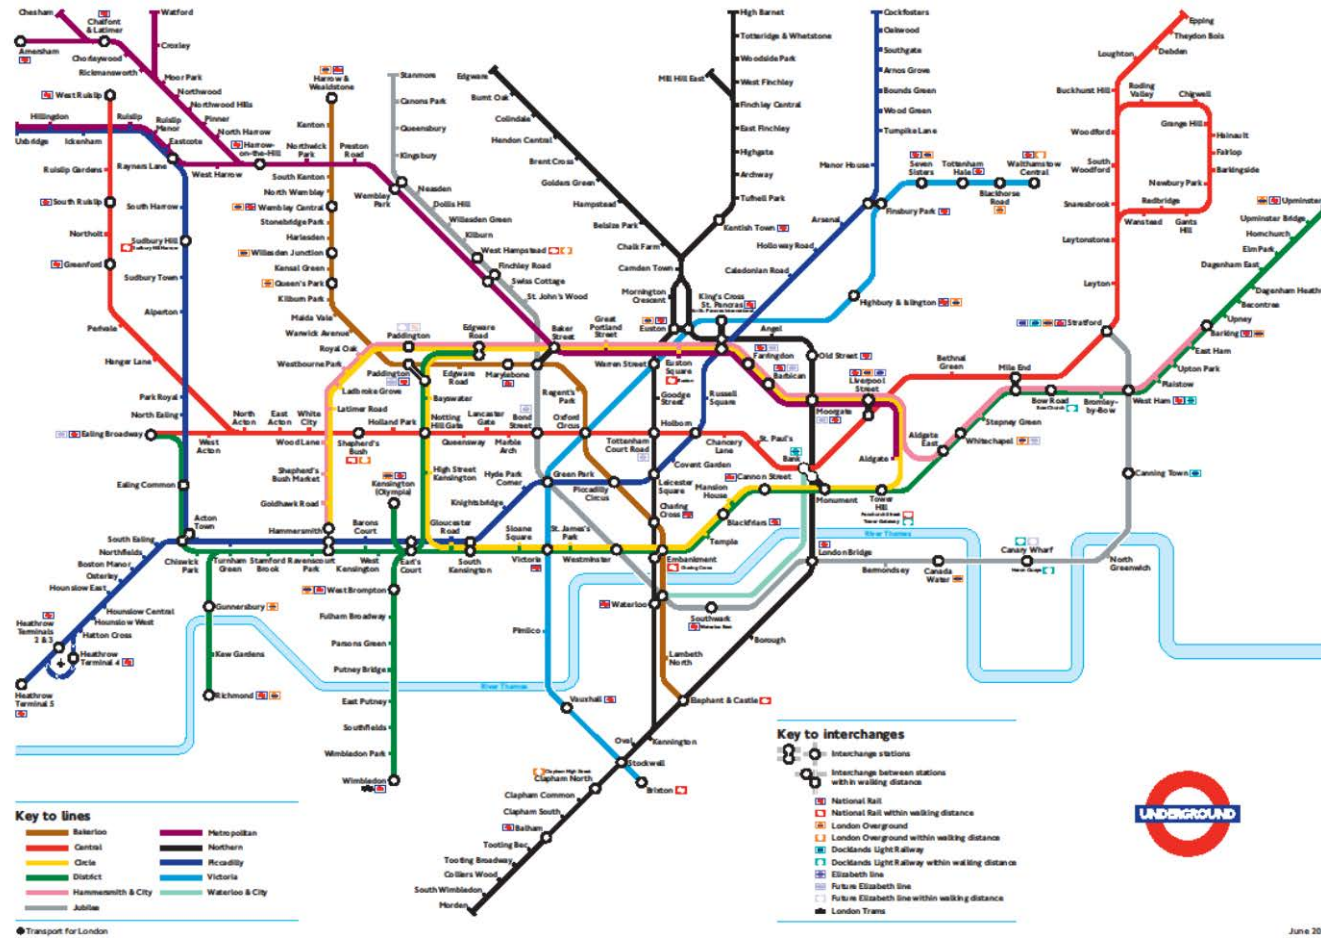 Chesham
Chalfont
& Latimer
Watford
Amersham
Chorleywood
Rickmansworth
Croxley
Moor Park
Northwood
Northwood Hills
Pinner
North Harrow
Harrow-
on-the-Hill
West Ruislip
Hillingdon
Ruislip
Ruislip
Manor
Eastcote
Uxbridge
Ickenham
Rayners Lane
West Harrow
Ruislip Gardens
South Ruislip
Northolt
Greenford
Perivale
Hanger Lane
South Harrow
Sudbury Hill
Sudbury Town
Alperton
Park Royal
North Ealing
Ealing Broadway
Ealing Common
Harrow &
Wealdstone
Kenton
Northwick
Park
Preston
Road
South Kenton
North Wembley
Wembley Central
Stonebridge Park
Harlesden
Willesden Junction
Kensal Green
Queen's Park
Kilburn Park
Maida Vale
Warwick Avenue
Royal Oak
Westbourne Park
Ladbroke Grove
Latimer Road
Stanmore
Canons Park
Queensbury
Kingsbury
Wembley
Park
Neasden
Dollis Hill
Willesden Green
Kilburn
West Hampstead
Finchley Road
Swiss Cottage
St. John's Wood
Edgware
Burnt Oak
Colindale
Hendon Central
Brent Cross
Golders Green
Hampstead
Belsize Park
Chalk Farm
Camden Town
Mornington
Crescent
Euston
High Barnet
Totteridge & Whetstone
Woodside Park
Mill Hill East
West Finchley
Finchley Central
East Finchley
Highgate
Archway
Tufnell Park
Kentish Town
Cockfosters
Oakwood
Southgate
Arnos Grove
Bounds Green
Wood Green
Turnpike Lane
Manor House
Arsenal
Holloway Road
Caledonian Road
Seven
Sisters
Tottenham
Hale
Walthamstow
Central
Blackhorse
Road
Finsbury Park
Highbury & Islington
King's Cross
St. Pancras
Angel
Epping
Theydon Bois
Debden
Loughton
Buckhurst Hill
Roding
Valley
Chigwell
Grange Hill
Hainault
Fairlop
Barkingside
Newbury Park
Redbridge
Gants
Hill
Wanstead
Woodford
South
Woodford
Snaresbrook
Leytonstone
Leyton
Stratford
Upminster
Upminster Bridge
Hornchurch
Elm Park
Dagenham East
Dagenham Heath
Becontree
Upney
Barking
East Ham
Upton Park
Plaistow
West Ham
Bromley-
by-Bow
Bow Road
Bow Church
Mile End
Stepney Green
Whitechapel
Aldgate
East
Aldgate
Bethnal
Green
Liverpool
Street
Moorgate
Old Street
Barbican
Farringdon
Paddington
Paddington
Edgware
Road
Edgware
Road
Marylebone
Baker
Street
Great
Portland
Street
Warren Street
Euston
Square
Euston
Goodge
Street
Russell
Square
Regent's
Park
Bayswater
Notting
Hill Gate
Lancaster
Gate
Queensway
Marble
Arch
Bond
Street
Oxford
Circus
Tottenham
Court Road
Holborn
Chancery
Lane
St. Paul's
Bank
Covent Garden
Leicester
Square
Piccadilly
Circus
Green Park
Hyde Park
Corner
Knightsbridge
High Street
Kensington
Kensington
(Olympia)
Holland Park
Shepherd's
Bush
White
City
East
Acton
North
Acton
West
Acton
Wood Lane
Shepherd's
Bush Market
Goldhawk Road
Hammersmith
Barons
Court
Gloucester
Road
South
Kensington
Earl's
Court
West
Kensington
Sloane
Square
Victoria
St. James's
Park
Westminster
Embankment
Charing Cross
Charing
Cross
Temple
Blackfriars
Mansion
House
Cannon Street
Monument
Tower
Hill
Fenchurch Street
Tower Gateway
Acton
Town
South Ealing
Northfields
Boston Manor
Osterley
Hounslow East
Hounslow Central
Hounslow West
Hatton Cross
Heathrow
Terminals
2 & 3
Heathrow
Terminal 4
Heathrow
Terminal 5
Chiswick
Park
Turnham
Green
Stamford
Brook
Ravenscourt
Park
Gunnersbury
Kew Gardens
Richmond
West Brompton
Fulham Broadway
Parsons Green
Putney Bridge
East Putney
Southfields
Wimbledon Park
Wimbledon
Pimlico
Vauxhall
Brixton
Stockwell
Oval
Kennington
Waterloo
Southwark
Waterloo East
Lambeth
North
Elephant & Castle
Borough
London Bridge
Bermondsey
Canada
Water
Canary Wharf
Heron Quays
North
Greenwich
Canning Town
River Thames
River Thames
Clapham High Street
Clapham North
Clapham Common
Clapham South
Balham
Tooting Bec
Tooting Broadway
Colliers Wood
South Wimbledon
Morden
Key to lines
Bakerloo
Central
Circle
District
Hammersmith & City
Jubilee
Metropolitan
Northern
Piccadilly
Victoria
Waterloo & City
Transport for London
Key to interchanges
Interchange stations
Interchange between stations
within walking distance
National Rail
National Rail within walking distance
London Overground
London Overground within walking distance
Docklands Light Railway
Docklands Light Railway within walking distance
Elizabeth line
Future Elizabeth line
Future Elizabeth line within walking distance
London Trams
UNDERGROUND
June 20